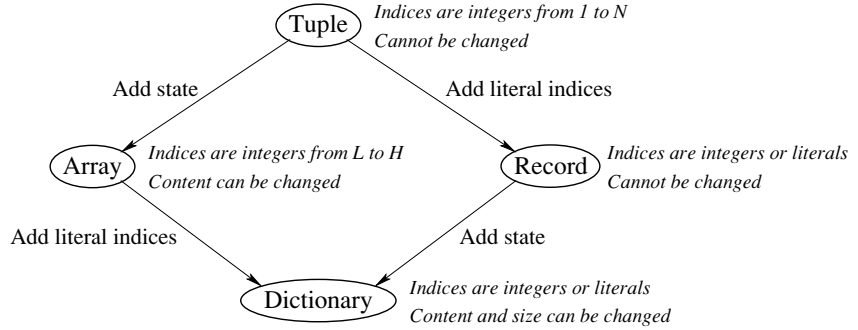 Tuple
Indices are integers from 1 to N
Cannot be changed
Add state
Add literal indices
Array
Indices are integers from L to H
Content can be changed
Record
Indices are integers or literals
Cannot be changed
Add literal indices
Add state
Dictionary
Indices are integers or literals
Content and size can be changed